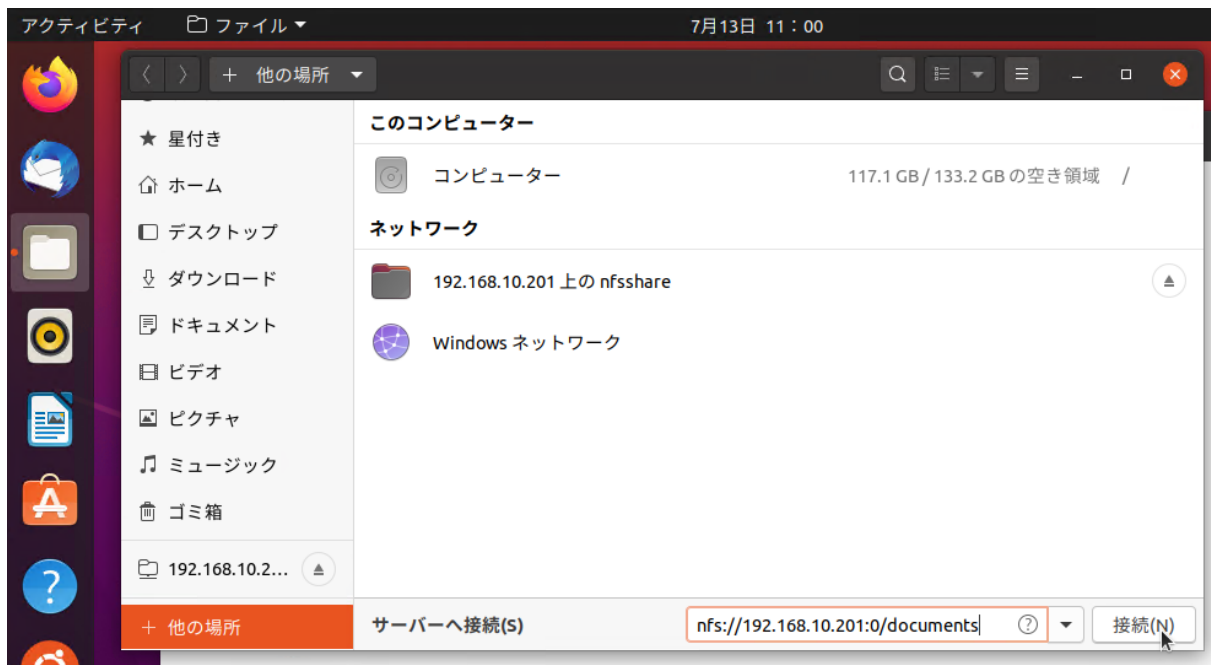 アクティビティ ファイル 7月13日 11：00
他の場所
星付き
ホーム
デスクトップ
ダウンロード
ドキュメント
ビデオ
ピクチャ
ミュージック
ゴミ箱
192.168.10.2...
他の場所
このコンピューター
コンピューター 117.1 GB / 133.2 GB の空き領域 /
ネットワーク
192.168.10.201 上の nfsshare
Windows ネットワーク
サーバーへ接続(S) nfs://192.168.10.201:0/documents 接続(N)